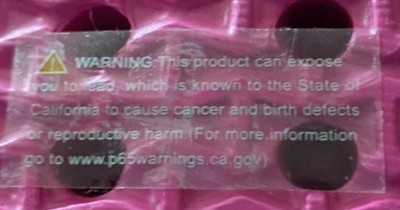 ⚠ WARNING: This product can expose
you to lead, which is known to the State of
California to cause cancer and birth defects
or reproductive harm (For more information
go to www.p65warnings.ca.gov)